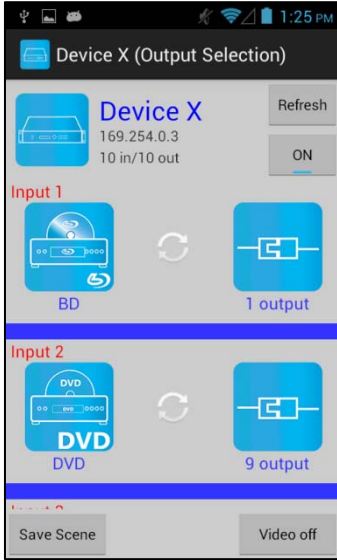 1:25 PM
Device X (Output Selection)
Device X
169.254.0.3
10 in/10 out
Refresh
ON
Input 1
BD
1 output
Input 2
DVD
DVD
DVD
9 output
Save Scene
Video off